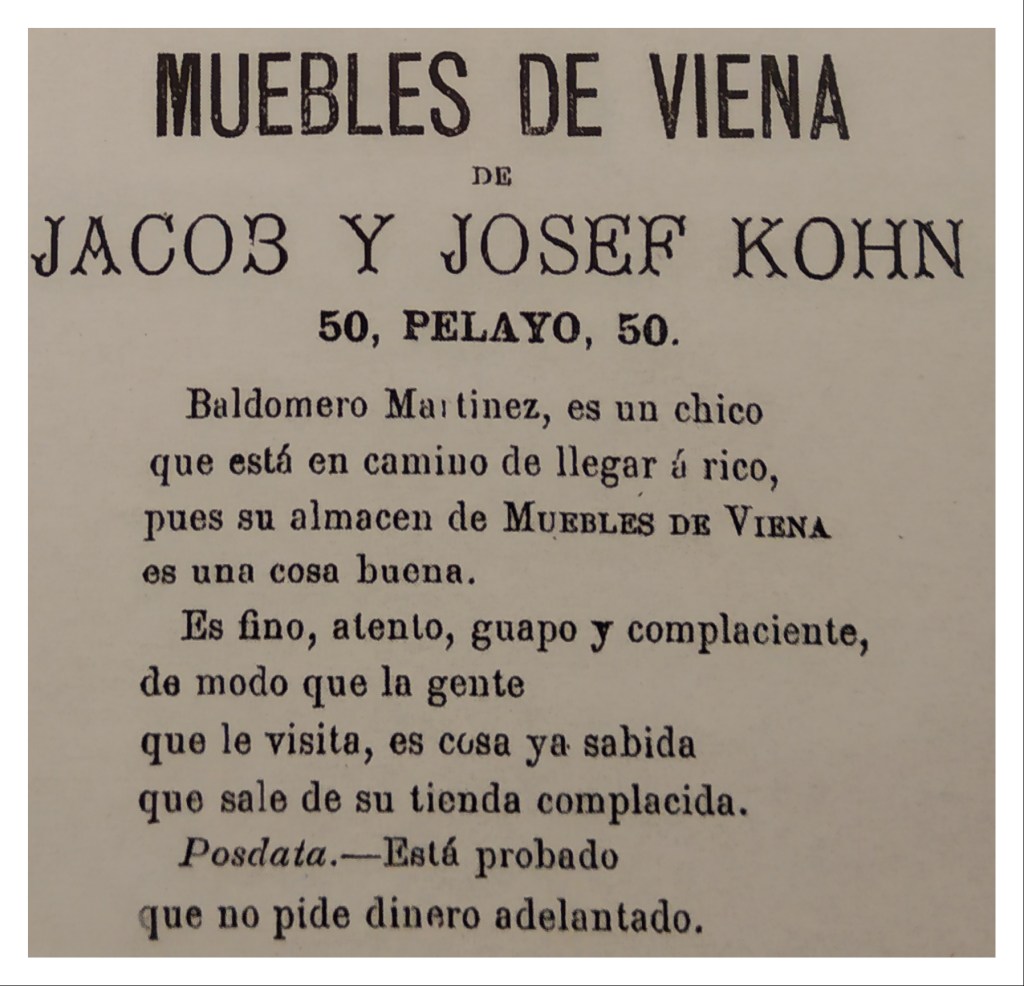 MUEBLES DE VIENA
DE
JACOB Y JOSEF KOHN
50, PELAYO, 50.
Baldomero Martinez, es un chico
que está en camino de llegar á rico,
pues su almacen de MUEBLES DE VIENA
es una cosa buena.
Es fino, atento, guapo y complaciente,
de modo que la gente
que le visita, es cosa ya sabida
que sale de su tienda complacida.
Posdata.—Está probado
que no pide dinero adelantado.